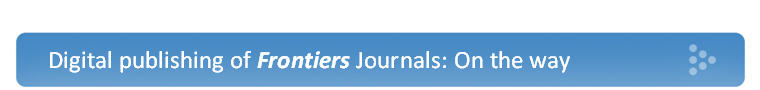 Digital publishing of Frontiers Journals: On the way